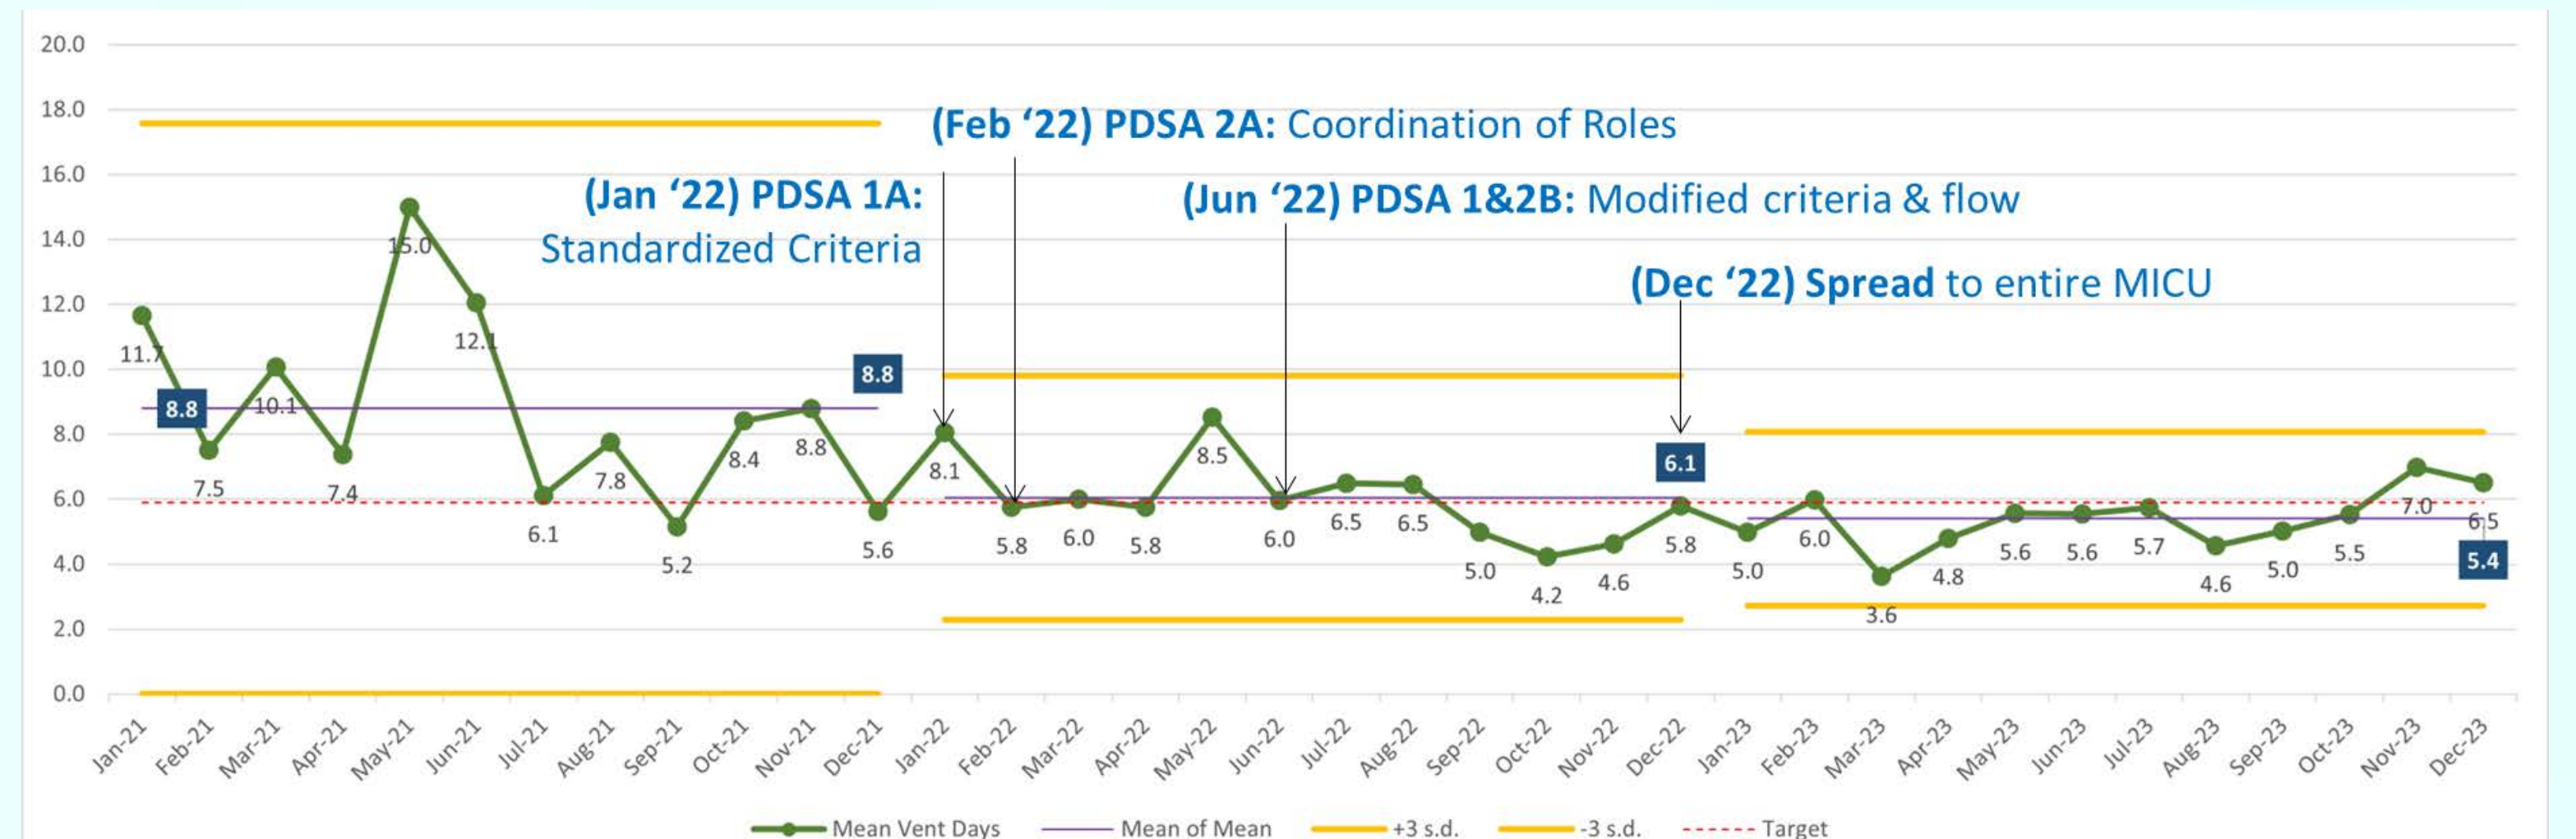 20.0
18.0
16.0
14.0
12.0
10.0
8.0
6.0
4.0
2.0
0.0
(Feb ‘22) PDSA 2A: Coordination of Roles
(Jan ‘22) PDSA 1A:
Standardized Criteria
(Jun ‘22) PDSA 1&2B: Modified criteria & flow
(Dec ‘22) Spread to entire MICU
8.8
8.8
6.1
5.4
11.7
7.5
10.1
7.4
15.0
12.1
6.1
7.8
5.2
8.4
8.8
5.6
8.1
5.8
6.0
5.8
8.5
6.0
6.5
6.5
5.0
4.2
4.6
5.8
5.0
6.0
3.6
4.8
5.6
5.6
5.7
4.6
5.0
5.5
7.0
6.5
Jan-21
Feb-21
Mar-21
Apr-21
May-21
Jun-21
Jul-21
Aug-21
Sep-21
Oct-21
Nov-21
Dec-21
Jan-22
Feb-22
Mar-22
Apr-22
May-22
Jun-22
Jul-22
Aug-22
Sep-22
Oct-22
Nov-22
Dec-22
Jan-23
Feb-23
Mar-23
Apr-23
May-23
Jun-23
Jul-23
Aug-23
Sep-23
Oct-23
Nov-23
Dec-23
Mean Vent Days
Mean of Mean
+3 s.d.
-3 s.d.
Target